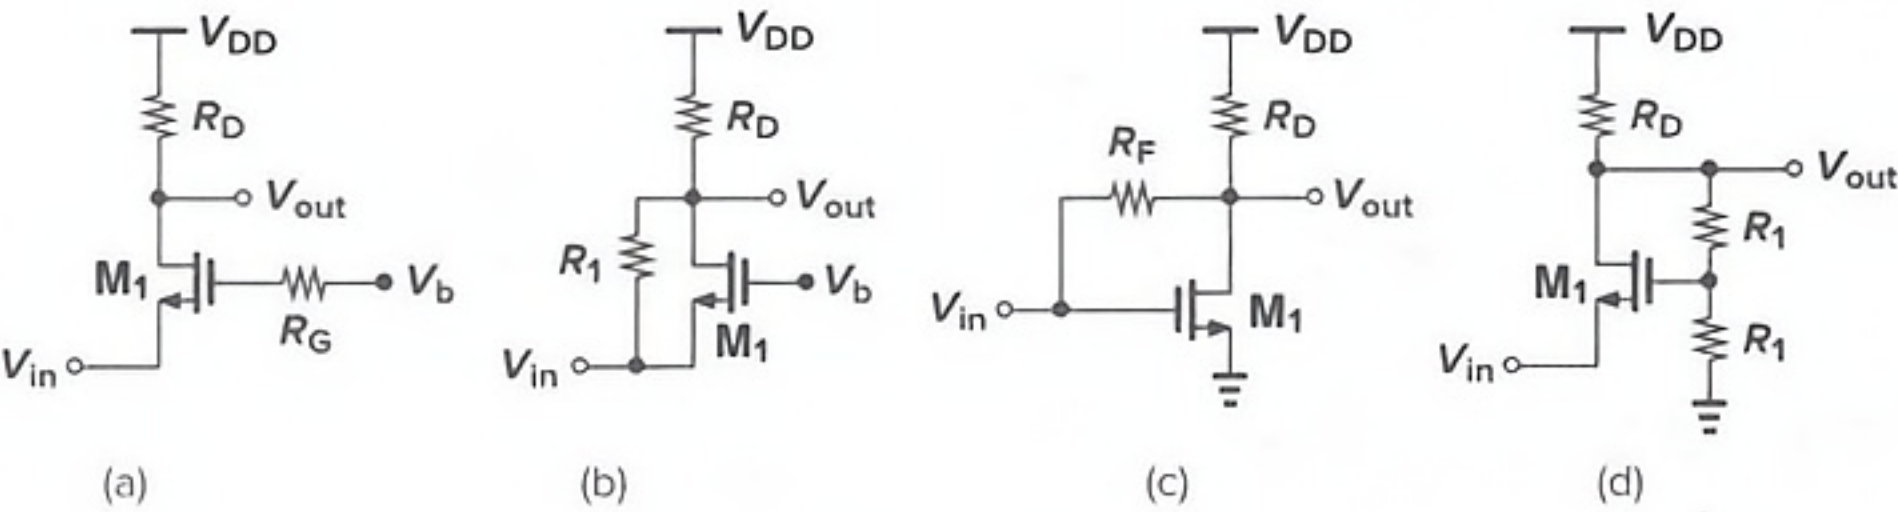 VDD VDD VDD VDD
RD RD RF RD RD
Vout Vout Vout Vout
M1 RG Vb R1 Vb M1 R1
Vin Vin M1 Vin M1 R1 Vin
(a) (b) (c) (d)